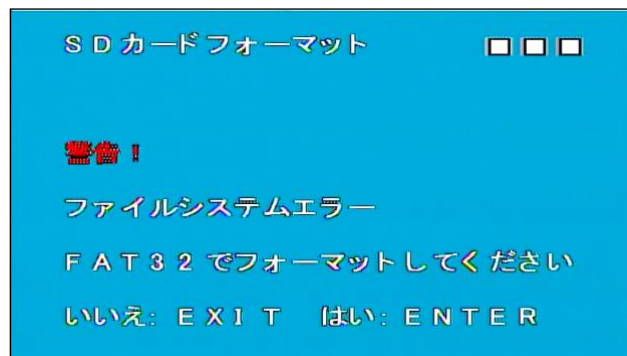 SDカードフォーマット □□□
警告！
ファイルシステムエラー
FAT32でフォーマットしてください
いいえ: EXIT はい: ENTER